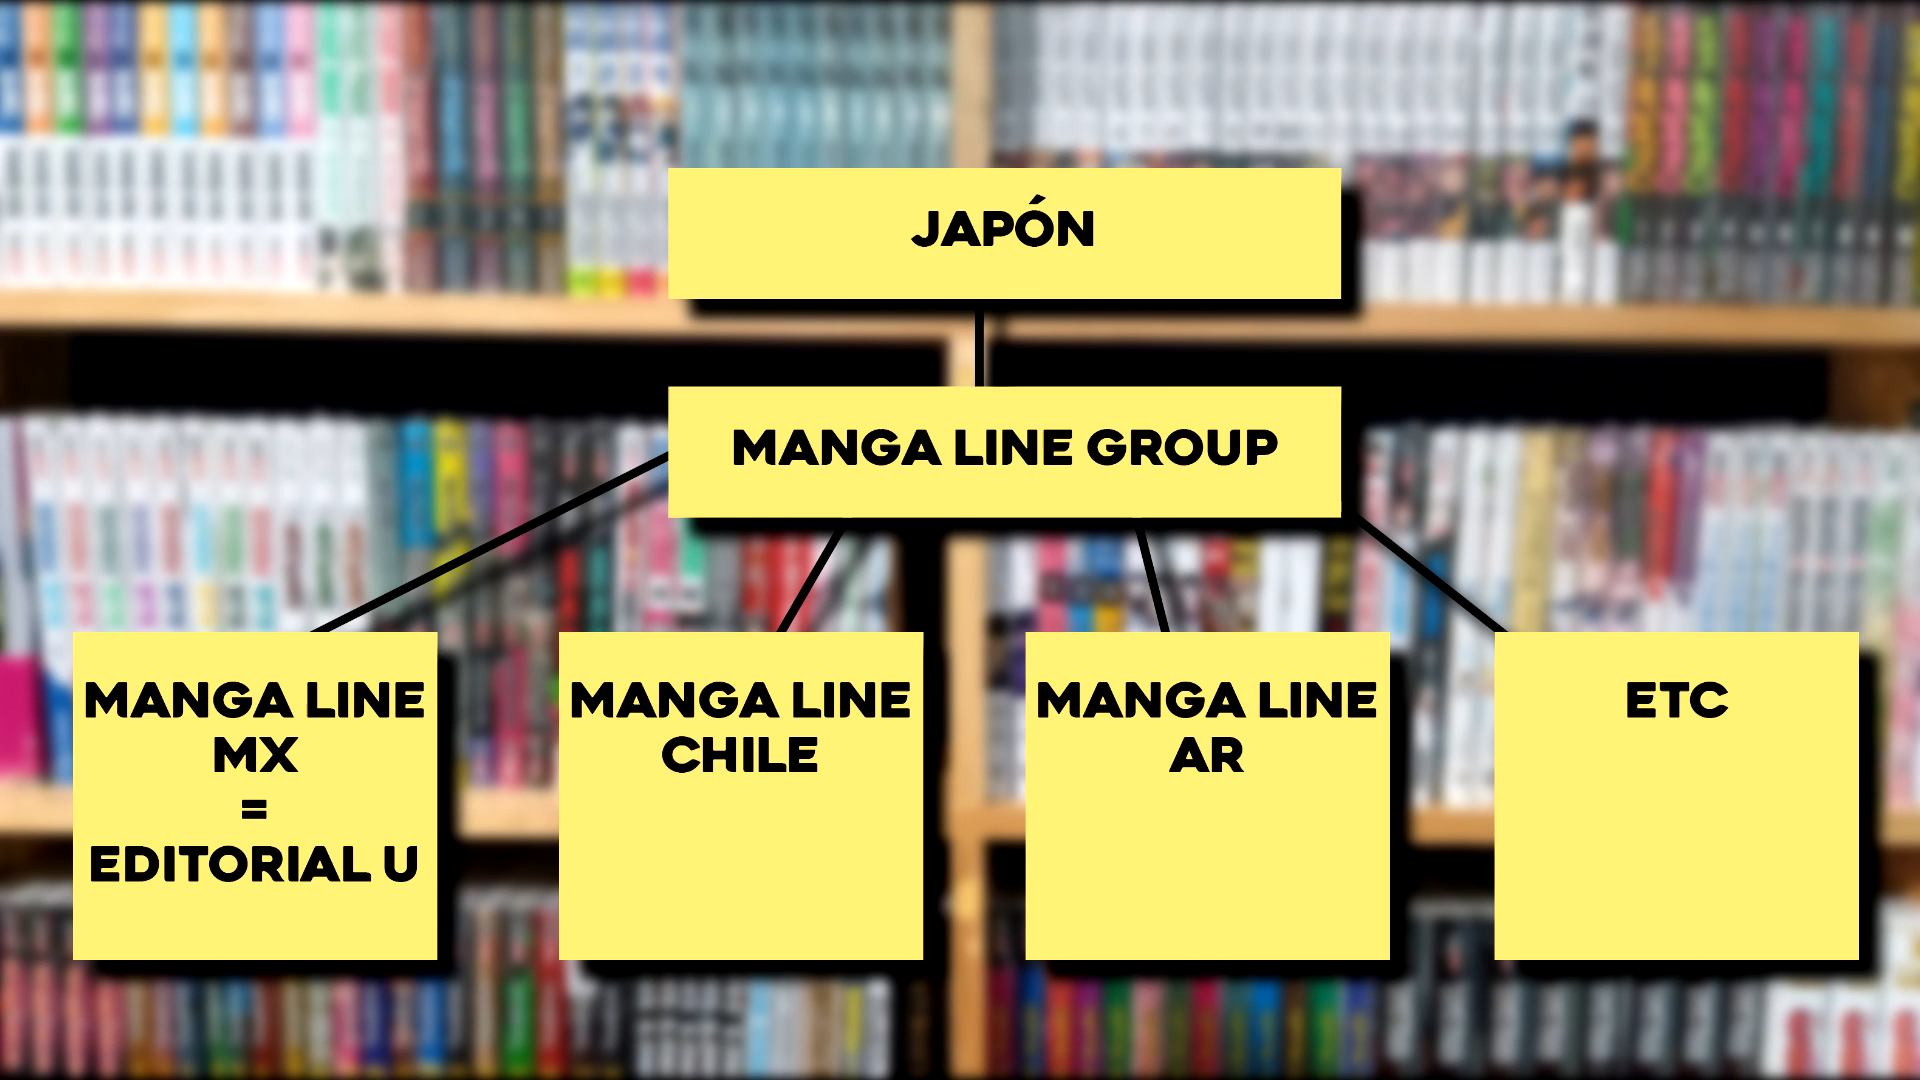 JAPÓN
MANGA LINE GROUP
MANGA LINE
MX
=
EDITORIAL U
MANGA LINE
CHILE
MANGA LINE
AR
ETC